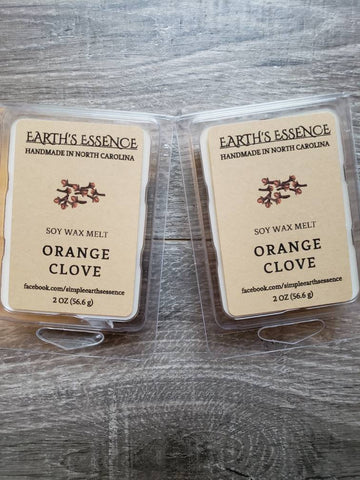 EARTH'S ESSENCE
HANDMADE IN NORTH CAROLINA
SOY WAX MELT
ORANGE
CLOVE
facebook.com/simpleearthsessence
2 OZ (56.6 g)
EARTH'S ESSENCE
HANDMADE IN NORTH CAROLINA
SOY WAX MELT
ORANGE
CLOVE
facebook.com/simpleearthsessence
2 OZ (56.6 g)